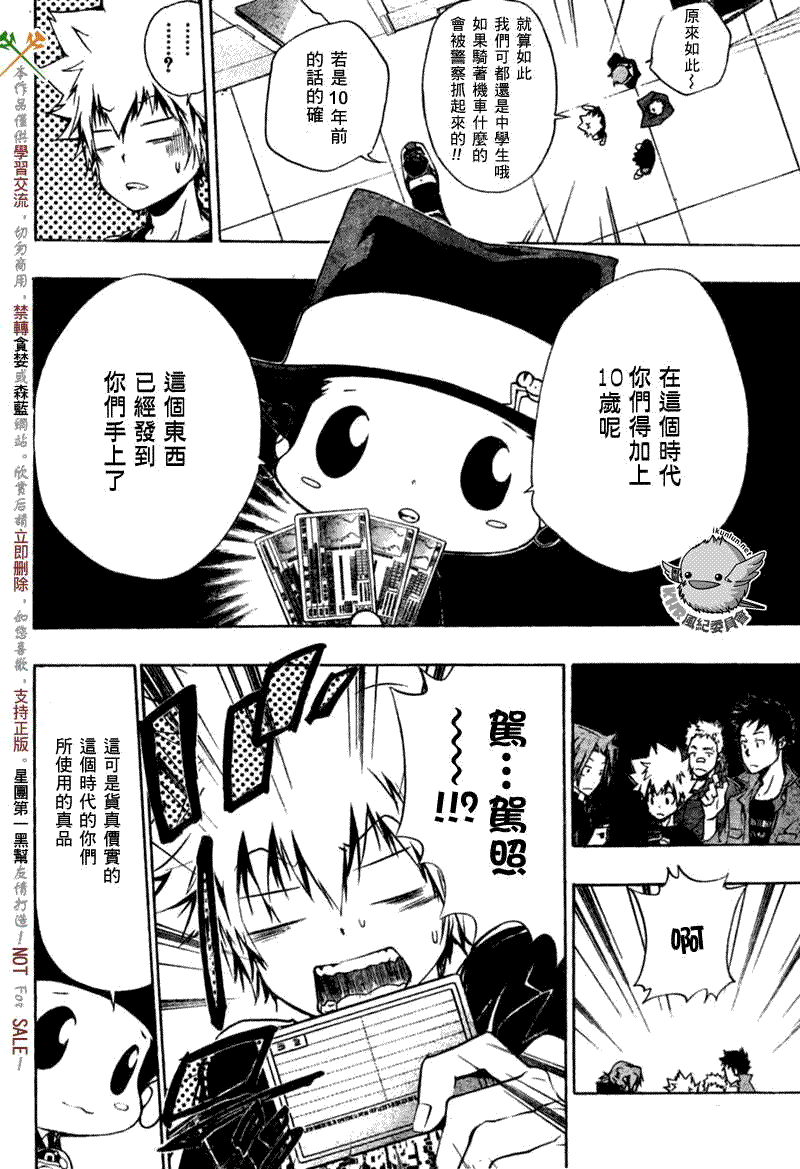 原來如此~
就算如此
我們可都還是中學生哦
如果騎著機車什麼的
會被警察抓起來的!!
若是10年前
的話的確
……
……?
在這個時代
你們得加上
10歲呢
這個東西
已經發到
你們手上了
ikunlun.net
KHR風紀委員會
駕…駕照
~~!!?
這可是貨真價實的
這個時代的你們
所使用的真品
本作品僅供學習交流，切勿商用，禁轉貪婪或森藍網站。欣賞后請立即刪除，如您喜歡，支持正版。星團第一黑幫友情打造！NOT For SALE！